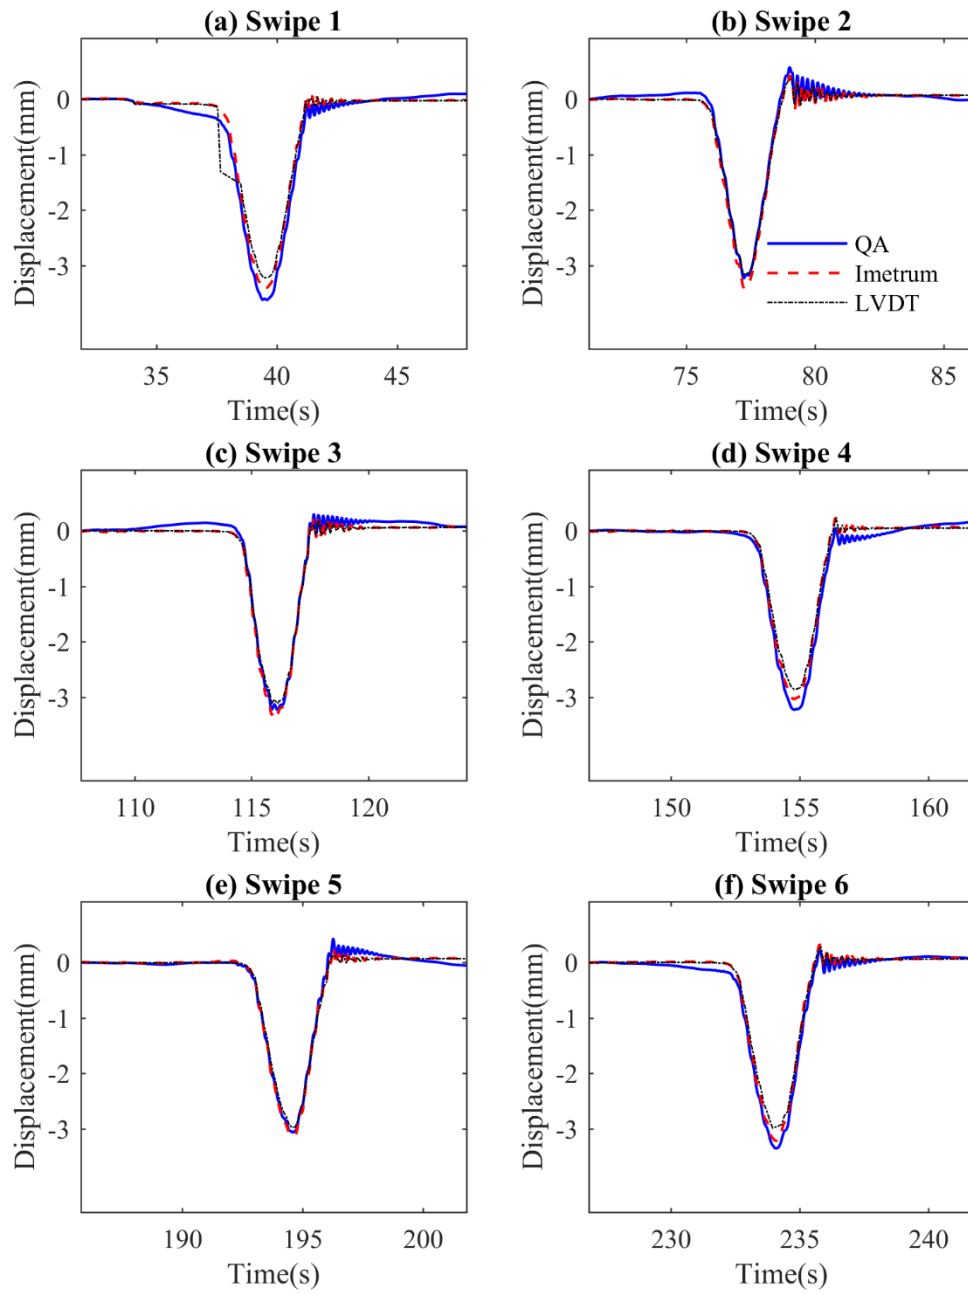 (a) Swipe 1
0
-1
-2
-3
Displacement(mm)
35 40 45
Time(s)
(b) Swipe 2
0
-1
-2
-3
Displacement(mm)
QA
Imetrum
LVDT
75 80 85
Time(s)
(c) Swipe 3
0
-1
-2
-3
Displacement(mm)
110 115 120
Time(s)
(d) Swipe 4
0
-1
-2
-3
Displacement(mm)
150 155 160
Time(s)
(e) Swipe 5
0
-1
-2
-3
Displacement(mm)
190 195 200
Time(s)
(f) Swipe 6
0
-1
-2
-3
Displacement(mm)
230 235 240
Time(s)